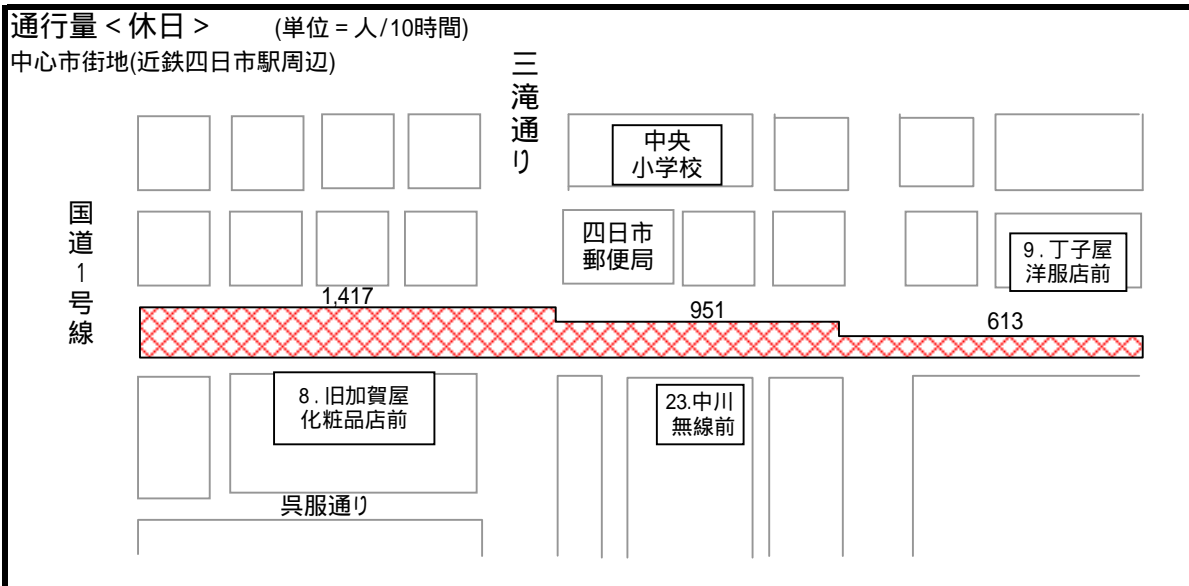 通行量<休日> (単位=人/10時間)
中心市街地(近鉄四日市駅周辺)
三滝通り
中央
小学校
国道1号線
四日市
郵便局
9.丁子屋
洋服店前
1,417
951
613
8.旧加賀屋
化粧品店前
23.中川
無線前
呉服通り